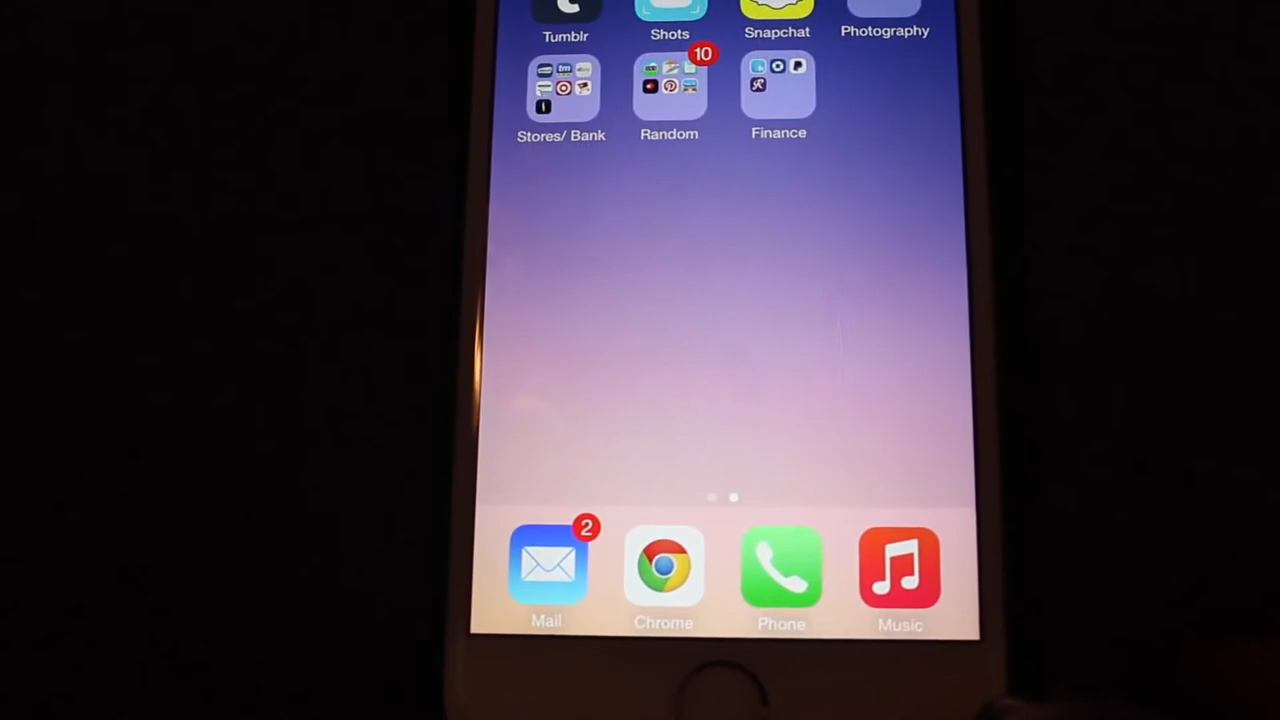 Tumblr Shots Snapchat Photography
10
Stores/ Bank Random Finance
2
Mail Chrome Phone Music